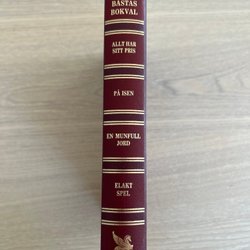 BÄSTAS
BOKVAL
ALLT HAR
SITT PRIS
PÅ ISEN
EN MUNFULL
JORD
ELAKT
SPEL